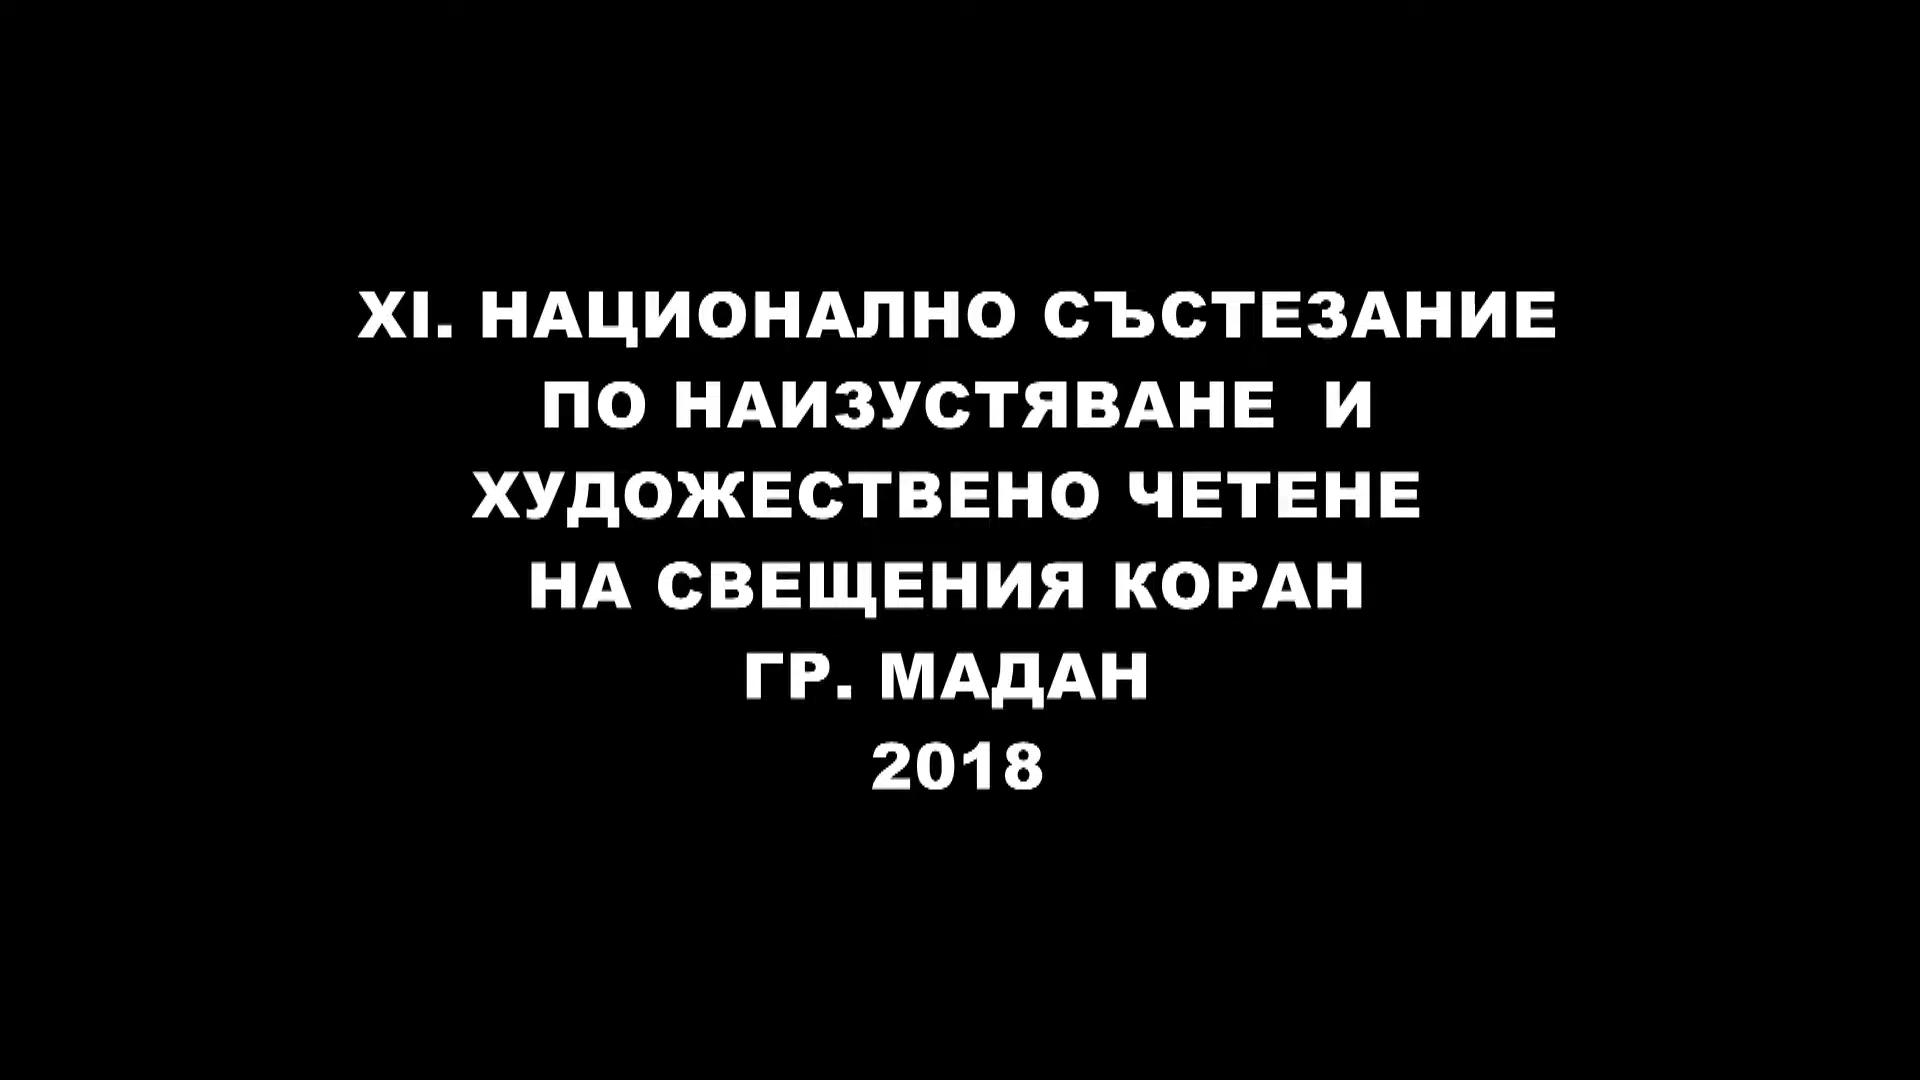 XI. НАЦИОНАЛНО СЪСТЕЗАНИЕ
ПО НАИЗУСТЯВАНЕ  И
ХУДОЖЕСТВЕНО ЧЕТЕНЕ
НА СВЕЩЕНИЯ КОРАН
ГР. МАДАН
2018